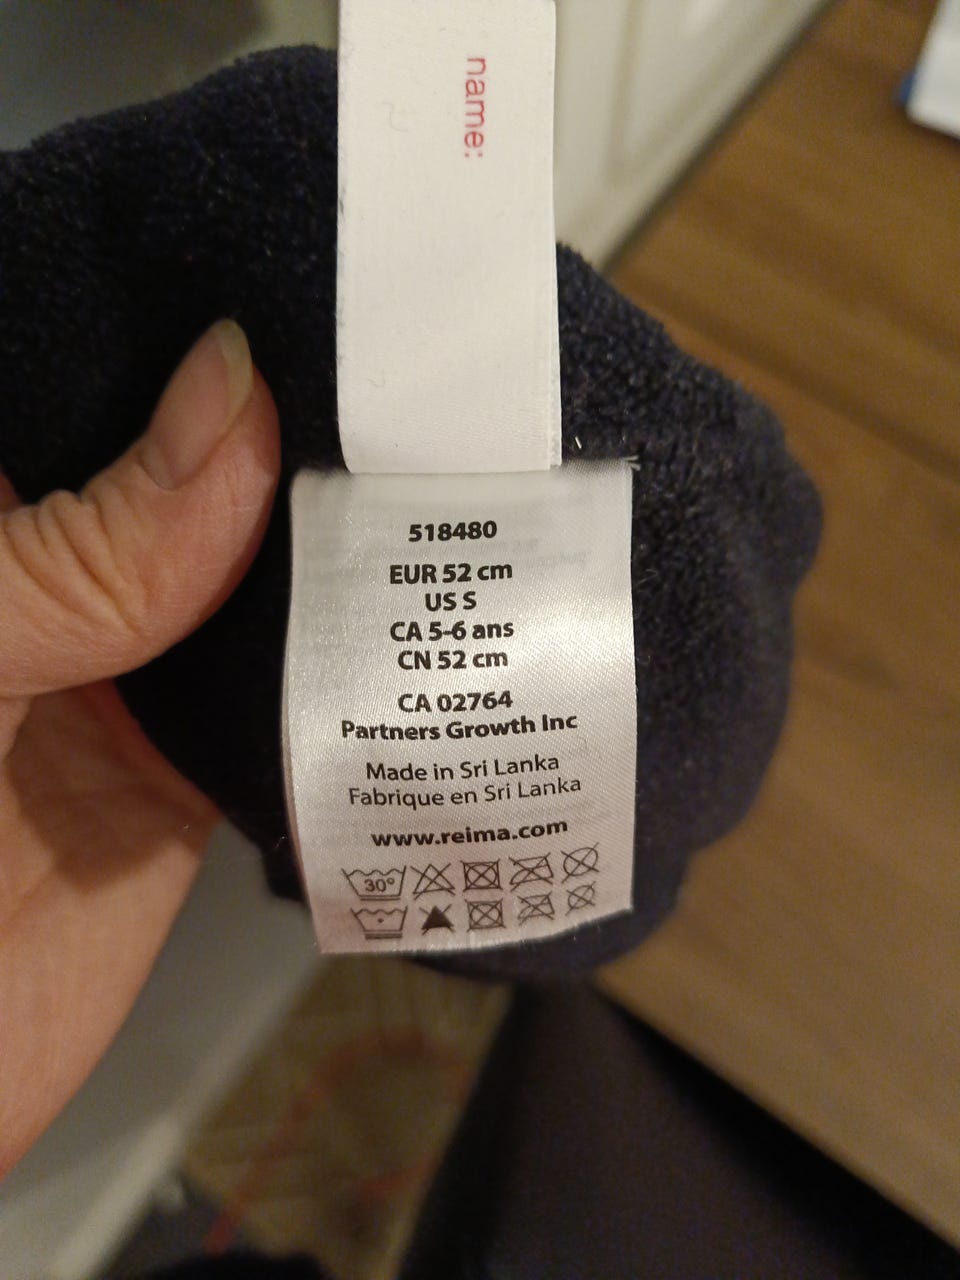 name:
518480
EUR 52 cm
US S
CA 5-6 ans
CN 52 cm
CA 02764
Partners Growth Inc
Made in Sri Lanka
Fabrique en Sri Lanka
www.reima.com
30°